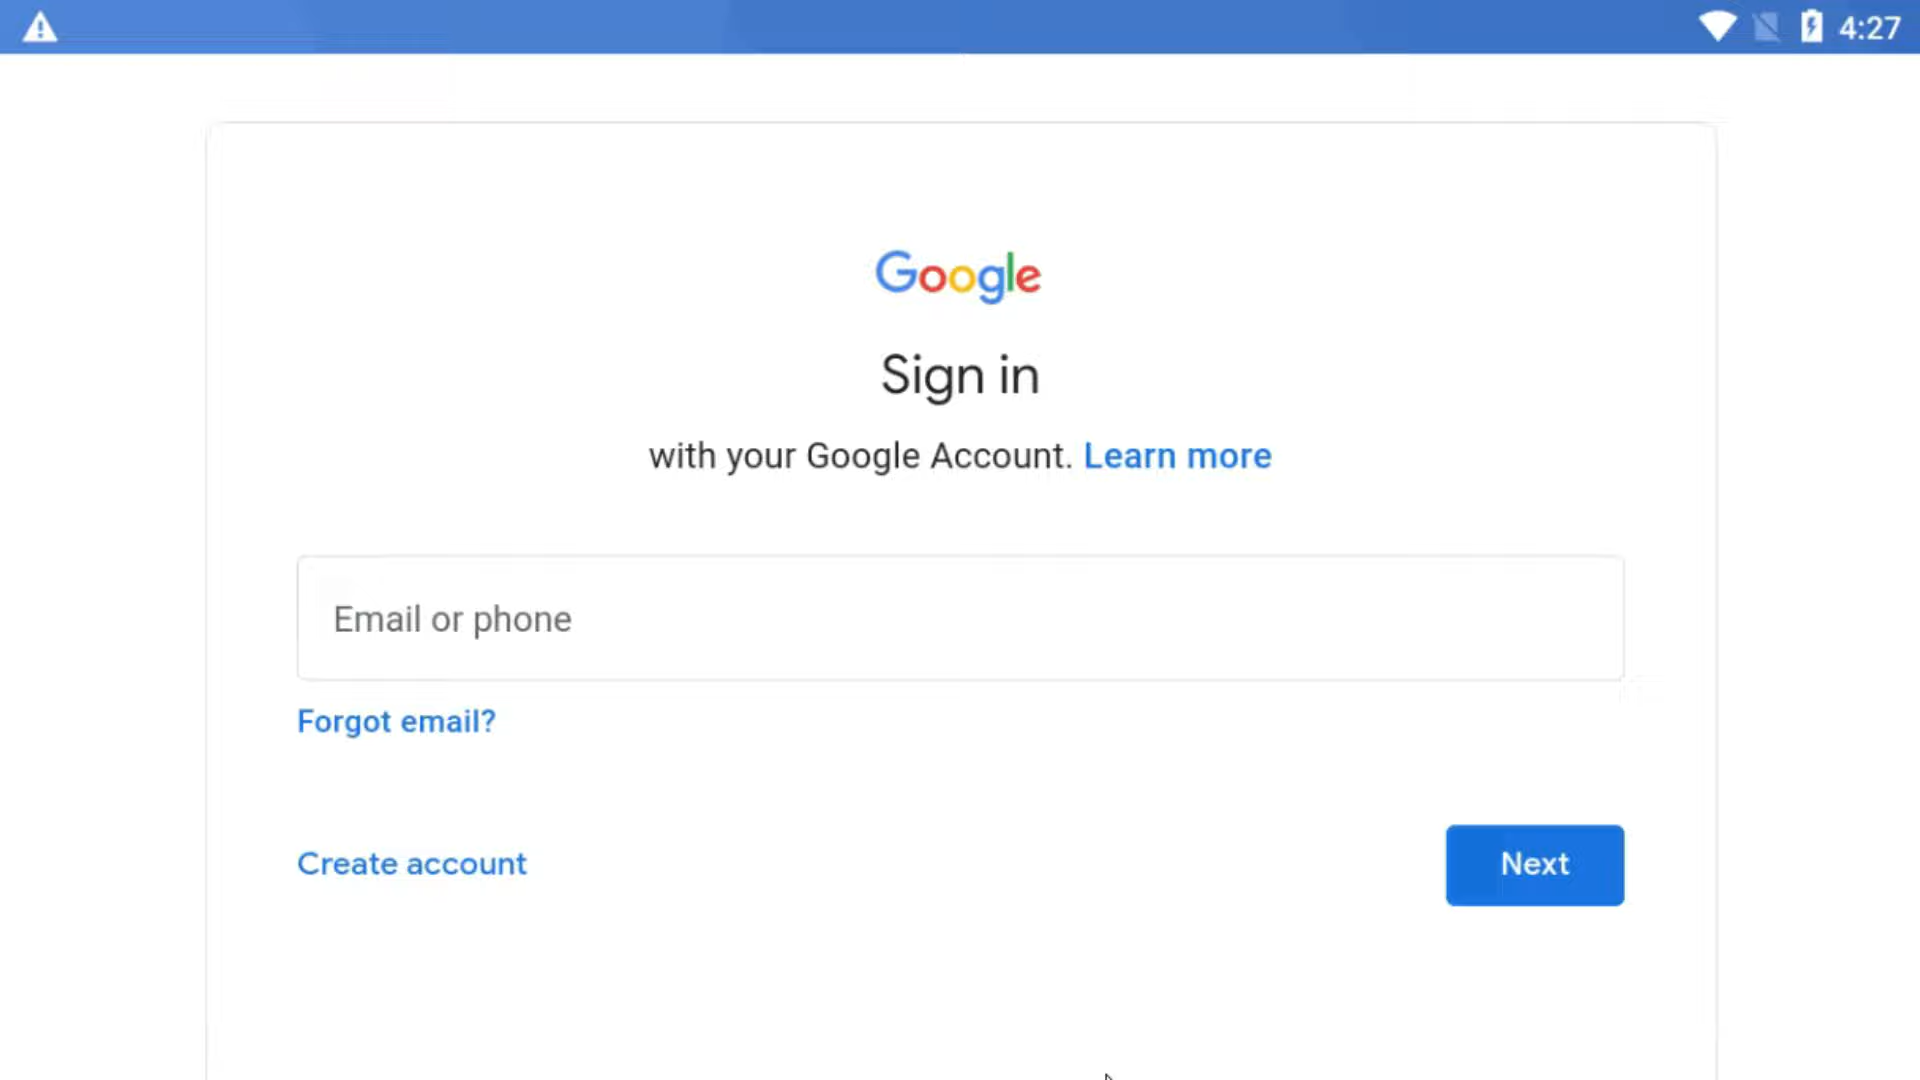 4:27
Google
Sign in
with your Google Account. Learn more
Email or phone
Forgot email?
Create account
Next